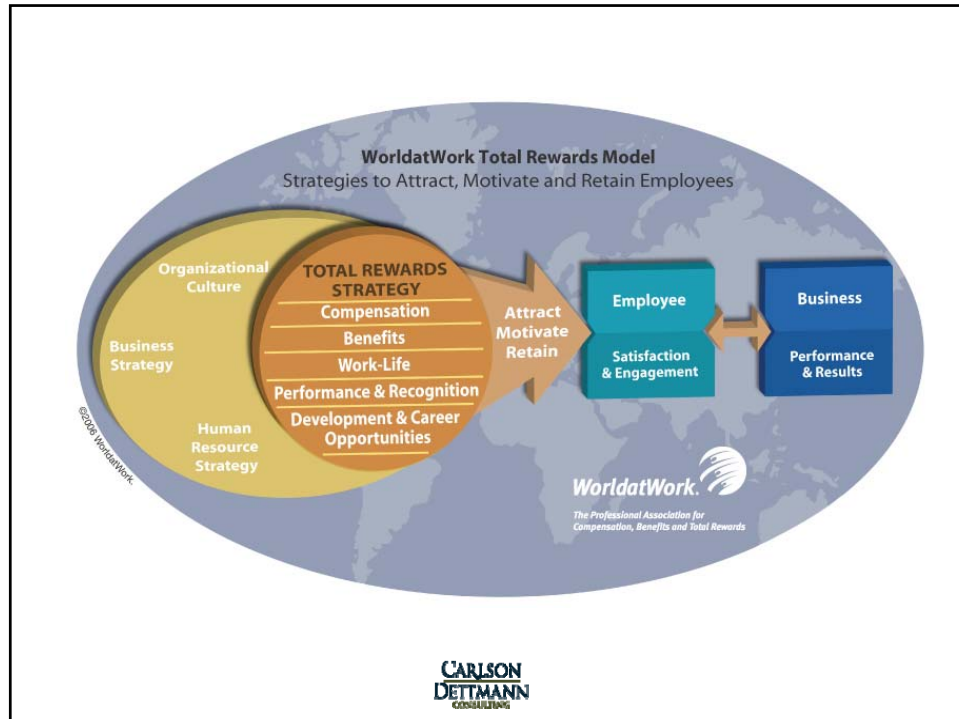 WorldatWork Total Rewards Model
Strategies to Attract, Motivate and Retain Employees
Organizational
Culture
Business
Strategy
Human
Resource
Strategy
TOTAL REWARDS
STRATEGY
Compensation
Benefits
Work-Life
Performance & Recognition
Development & Career
Opportunities
Attract
Motivate
Retain
Employee
Satisfaction
& Engagement
Business
Performance
& Results
©2006 WorldatWork.
WorldatWork.
The Professional Association for
Compensation, Benefits and Total Rewards
CARLSON
DETTMANN
CONSULTING